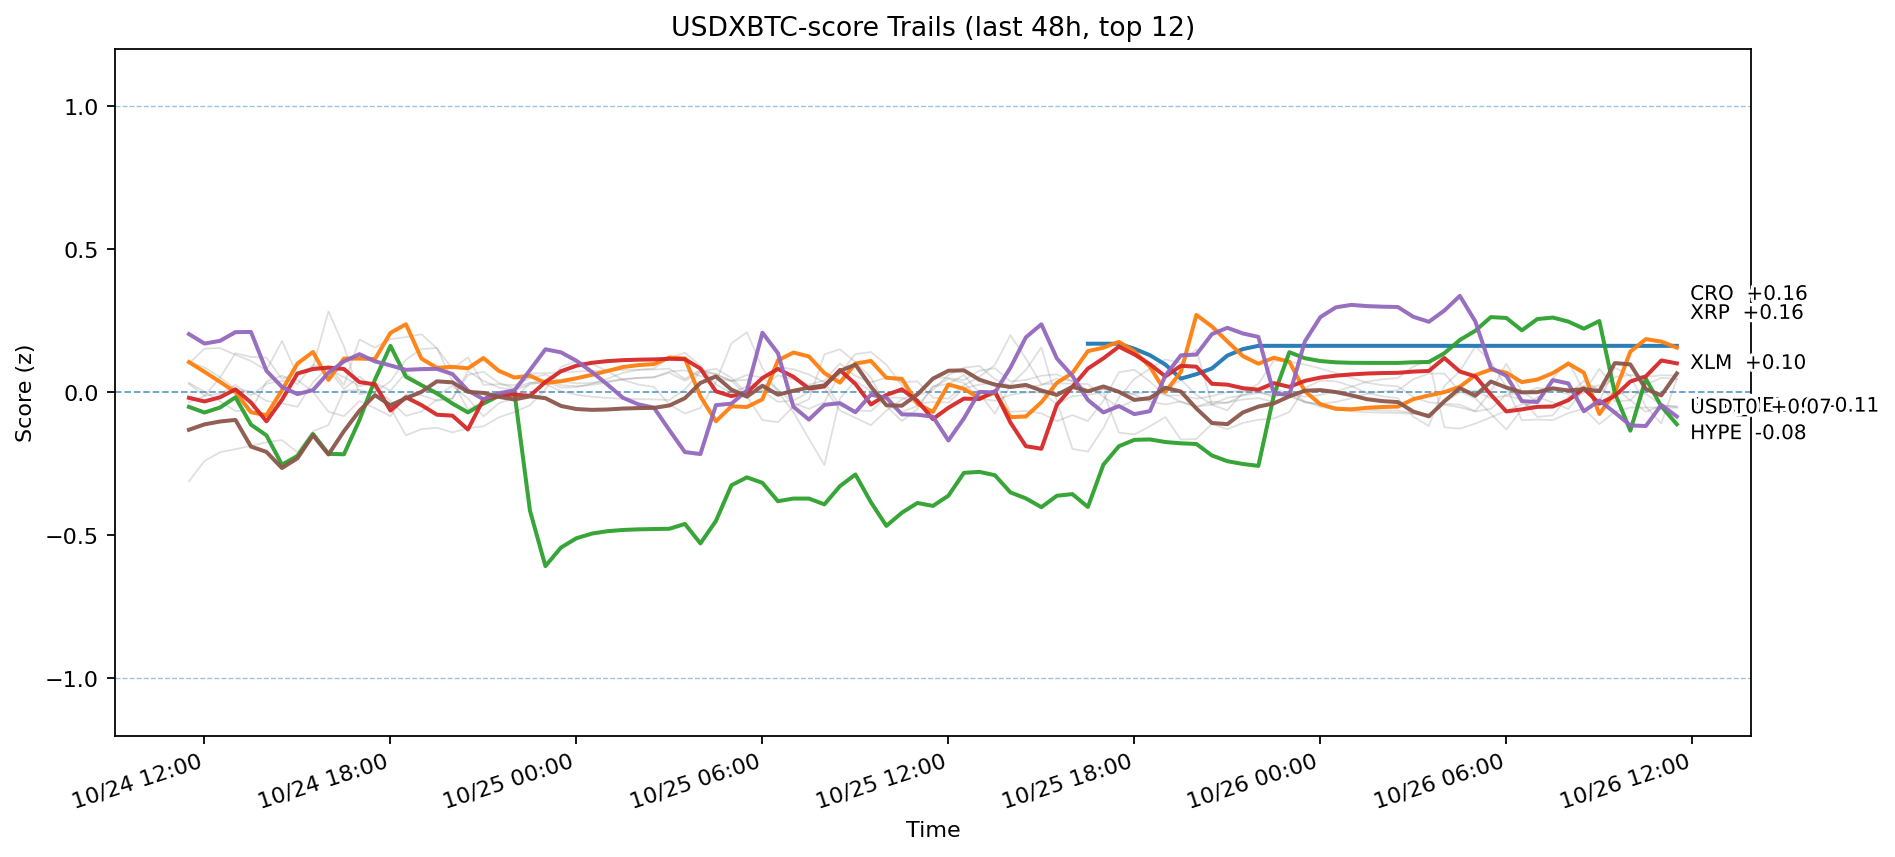 USDXBTC-score Trails (last 48h, top 12)
1.0
0.5
0.0
−0.5
−1.0
Score (z)
CRO +0.16
XRP +0.16
XLM +0.10
USDT0 +0.07
-0.11
HYPE -0.08
10/24 12:00
10/24 18:00
10/25 00:00
10/25 06:00
10/25 12:00
10/25 18:00
10/26 00:00
10/26 06:00
10/26 12:00
Time